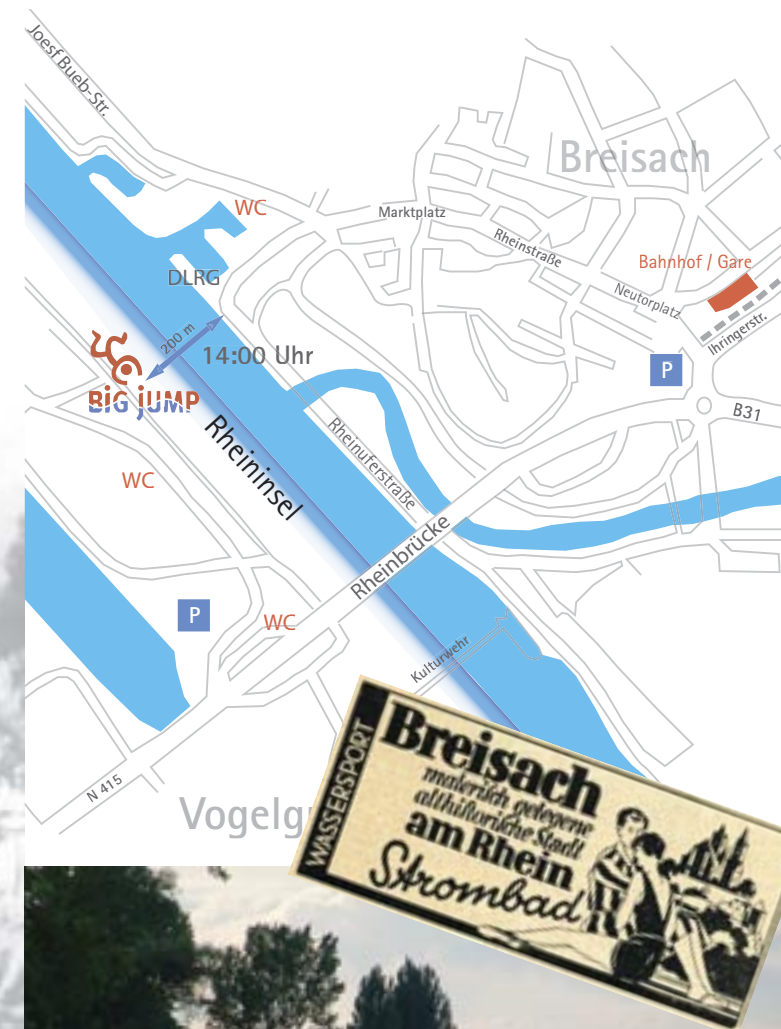 Joesf Bueb-Str.
Breisach
WC
Marktplatz
Rheinstraße
Bahnhof / Gare
Neutorplatz
Ihringerstr.
DLRG
200 m
14:00 Uhr
P
BiG jUMP
B31
Rheininsel
Rheinuferstraße
WC
Rheinbrücke
P
WC
Kulturwehr
N 415
Vogelg
WASSERSPORT
Breisach
malerisch gelegene
althistorische Stadt
am Rhein
Strombad